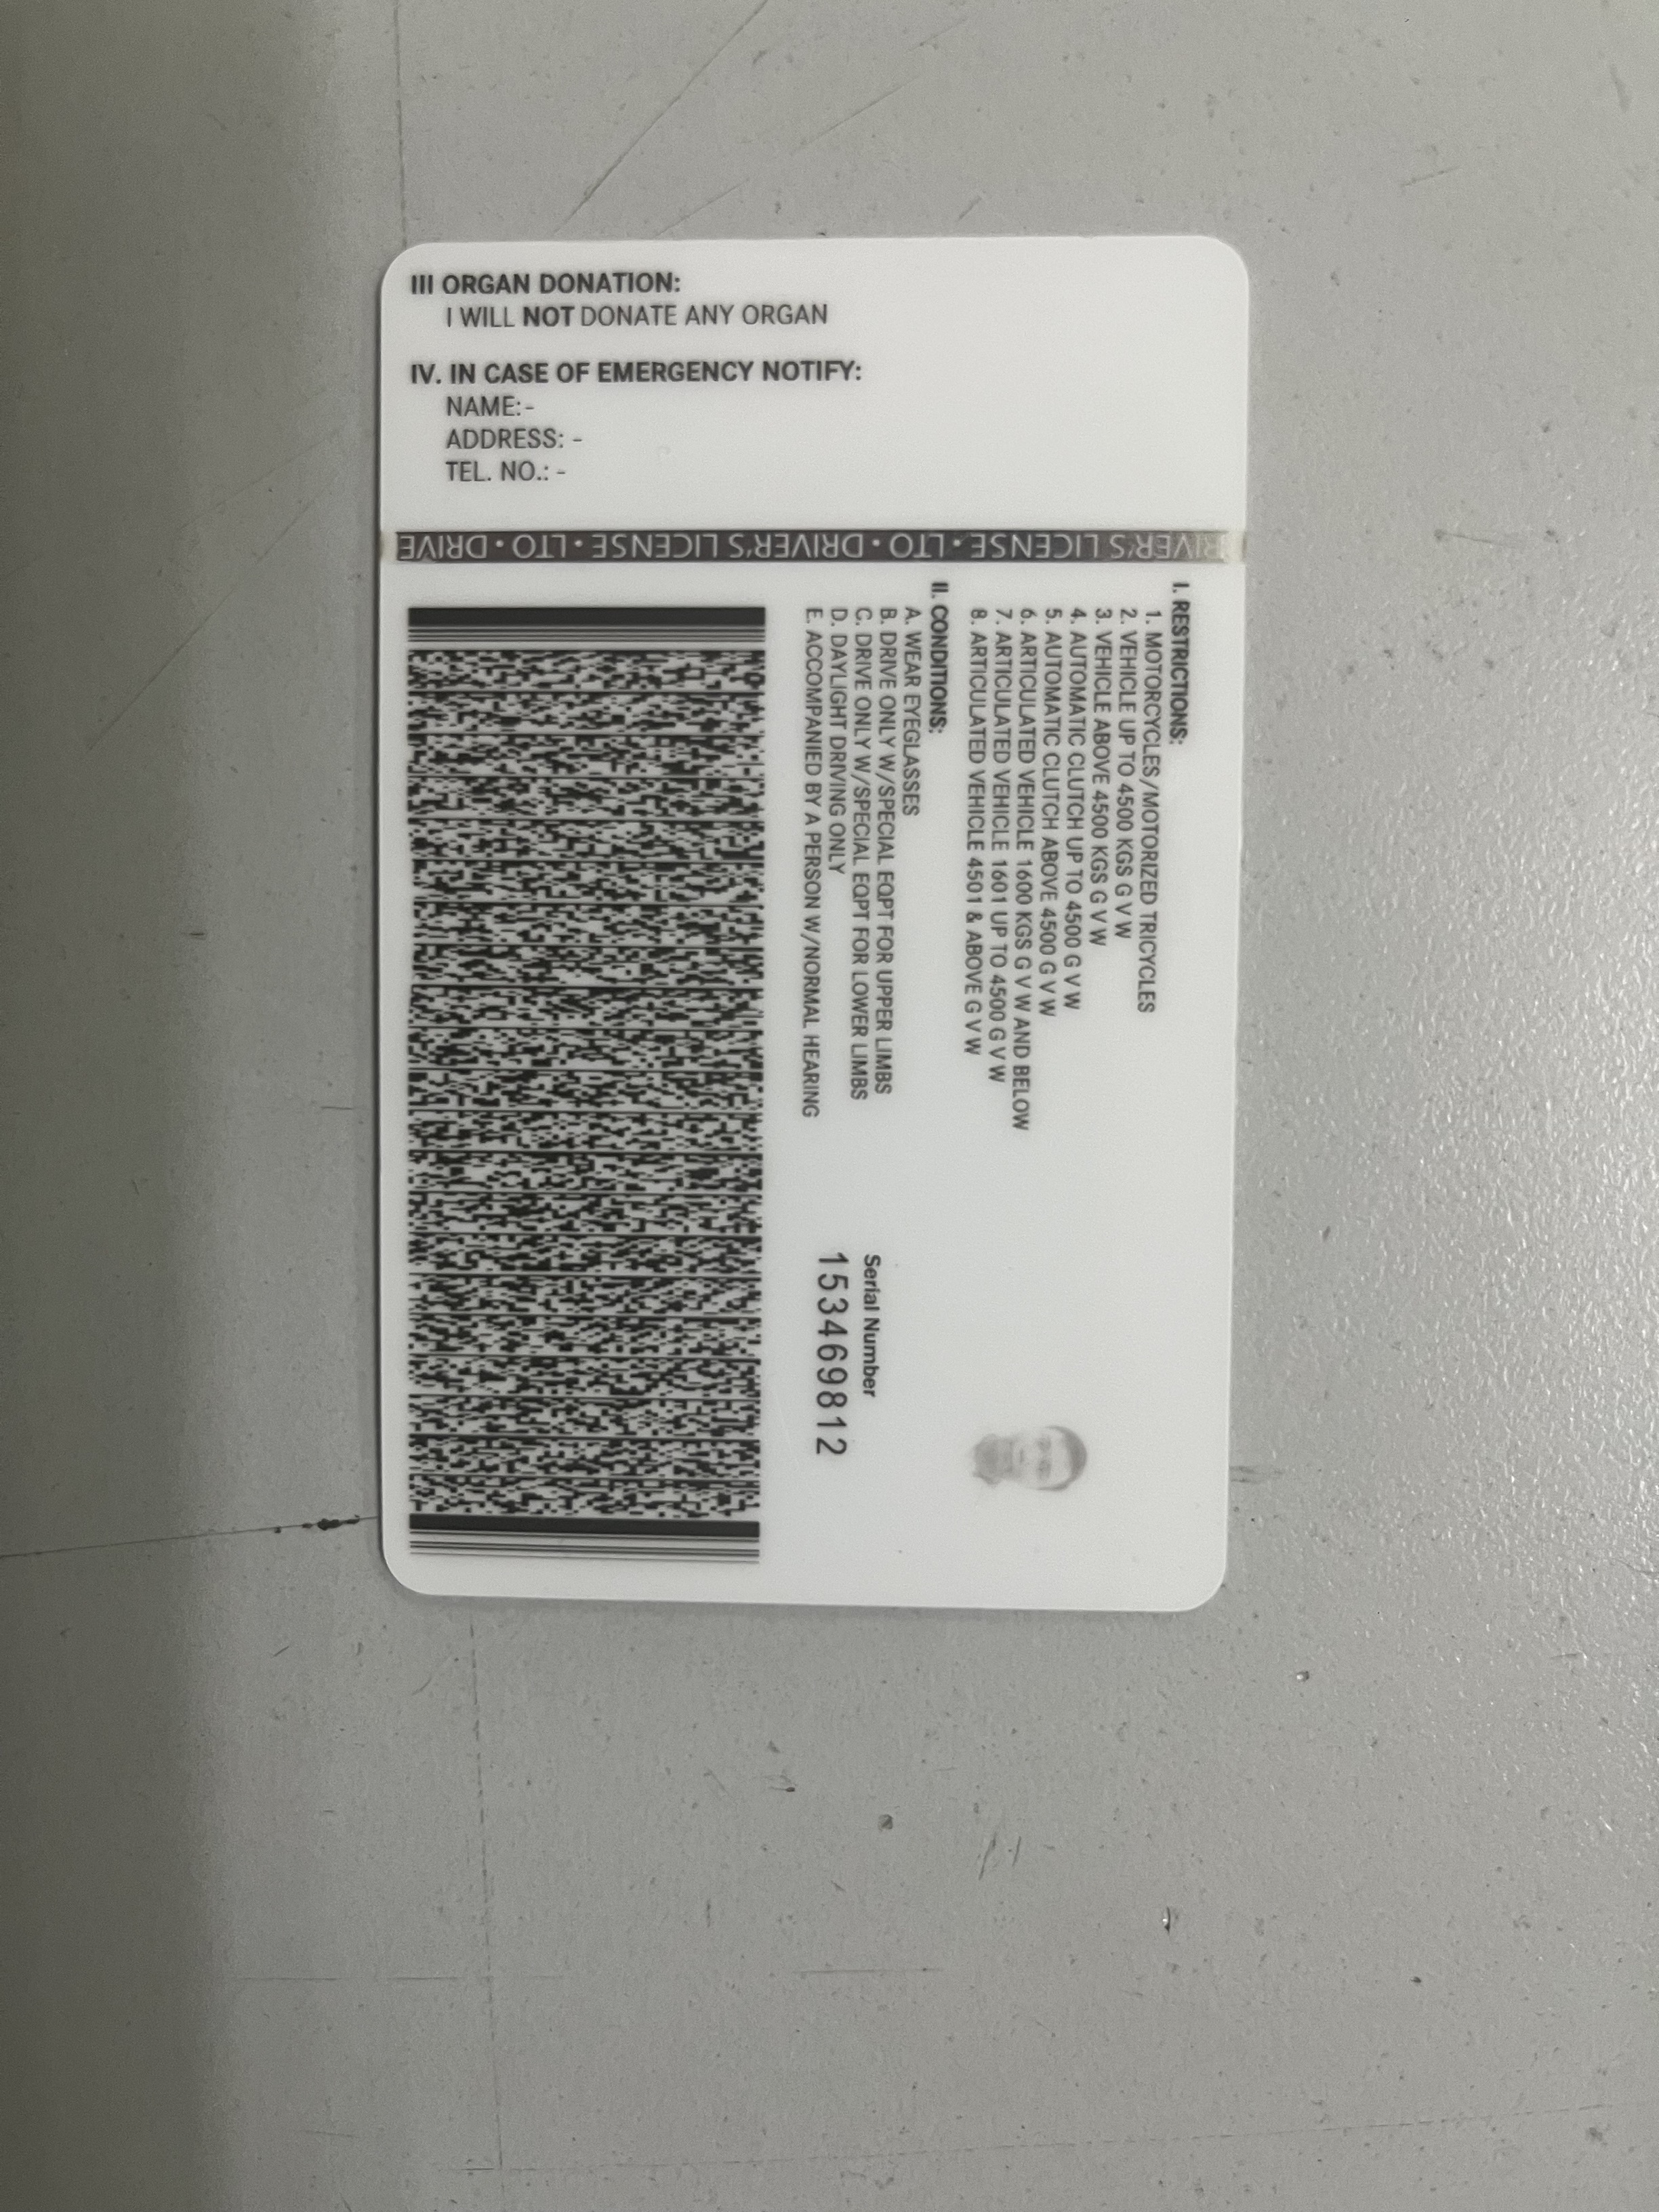 I. RESTRICTIONS:
1. MOTORCYCLES/MOTORIZED TRICYCLES
2. VEHICLE UP TO 4500 KGS G V W
3. VEHICLE ABOVE 4500 KGS G V W
4. AUTOMATIC CLUTCH UP TO 4500 G V W
5. AUTOMATIC CLUTCH ABOVE 4500 G V W
6. ARTICULATED VEHICLE 1600 KGS G V W AND BELOW
7. ARTICULATED VEHICLE 1601 UP TO 4500 G V W
8. ARTICULATED VEHICLE 4501 & ABOVE G V W
II. CONDITIONS:
A. WEAR EYEGLASSES
B. DRIVE ONLY W/SPECIAL EQPT FOR UPPER LIMBS
C. DRIVE ONLY W/SPECIAL EQPT FOR LOWER LIMBS
D. DAYLIGHT DRIVING ONLY
E. ACCOMPANIED BY A PERSON W/NORMAL HEARING
Serial Number
153469812
RIVER'S LICENSE • LTO • DRIVER'S LICENSE • LTO • DRIVE
III ORGAN DONATION:
I WILL NOT DONATE ANY ORGAN
IV. IN CASE OF EMERGENCY NOTIFY:
NAME:-
ADDRESS: -
TEL. NO.: -